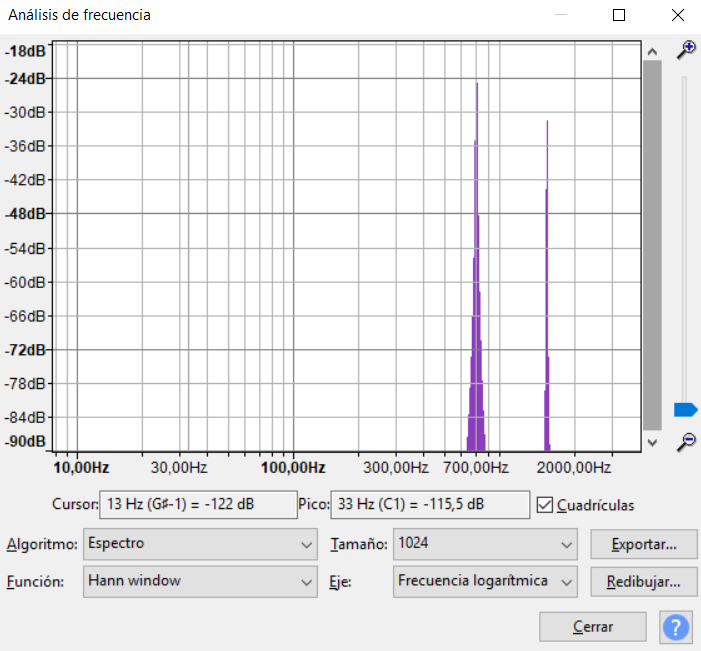 Análisis de frecuencia
-18dB
-24dB
-30dB
-36dB
-42dB
-48dB
-54dB
-60dB
-66dB
-72dB
-78dB
-84dB
-90dB
10,00Hz 30,00Hz 100,00Hz 300,00Hz 700,00Hz 2000,00Hz
Cursor: 13 Hz (G♯-1) = -122 dB Pico: 33 Hz (C1) = -115,5 dB Cuadrículas
Algoritmo: Espectro Tamaño: 1024 Exportar...
Función: Hann window Eje: Frecuencia logarítmica Redibujar...
Cerrar ?